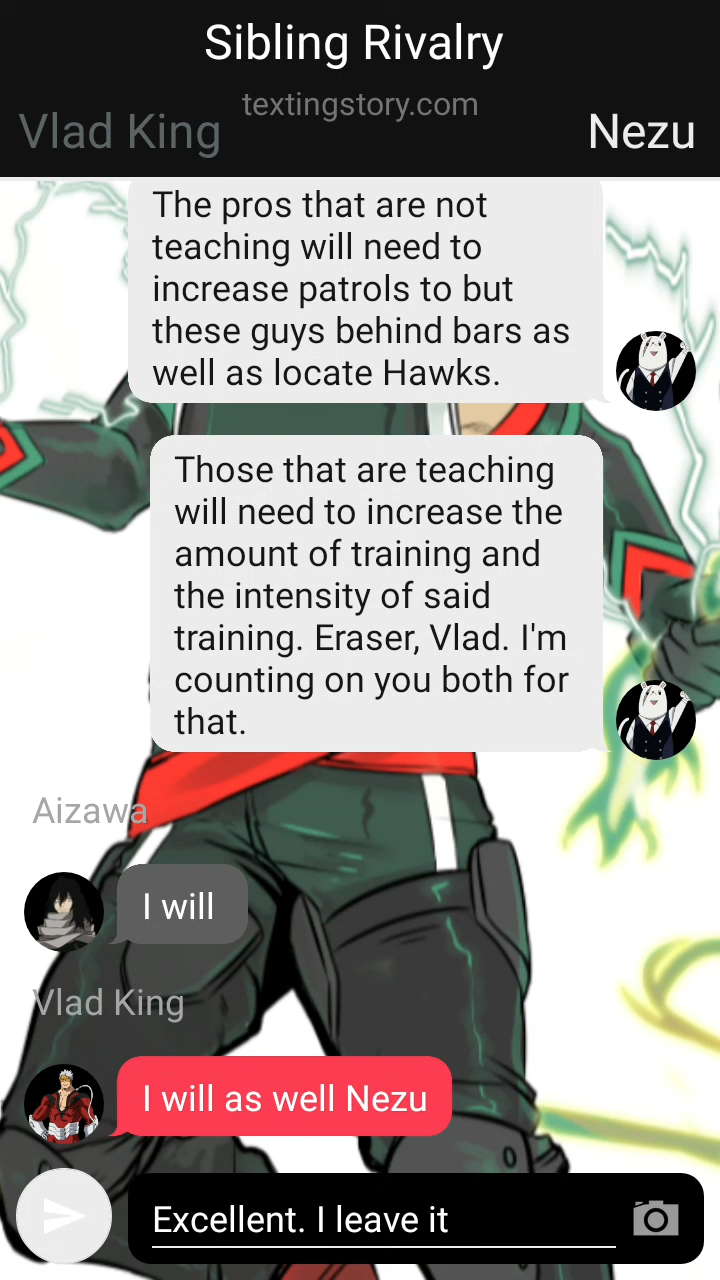 Sibling Rivalry
textingstory.com
Vlad King
Nezu
The pros that are not
teaching will need to
increase patrols to but
these guys behind bars as
well as locate Hawks.
Those that are teaching
will need to increase the
amount of training and
the intensity of said
training. Eraser, Vlad. I'm
counting on you both for
that.
Aizawa
I will
Vlad King
I will as well Nezu
Excellent. I leave it